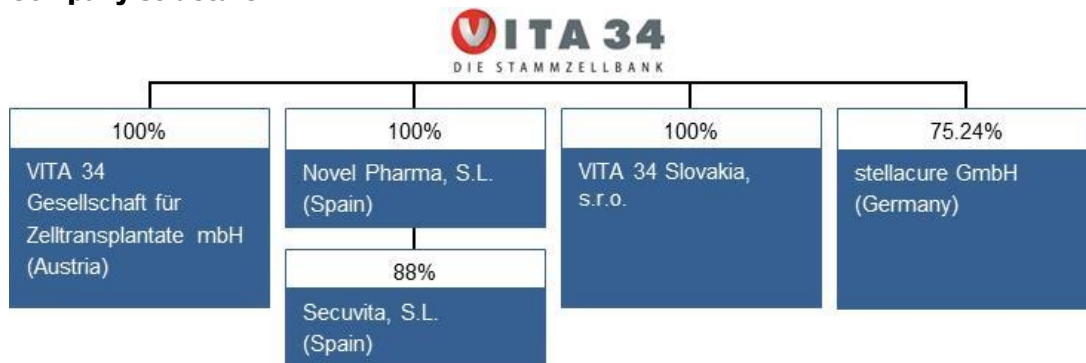 VITA 34
DIE STAMMZELLBANK
100%
VITA 34
Gesellschaft für
Zelltransplantate mbH
(Austria)
100%
Novel Pharma, S.L.
(Spain)
88%
Secuvita, S.L.
(Spain)
100%
VITA 34 Slovakia,
s.r.o.
75.24%
stellacure GmbH
(Germany)